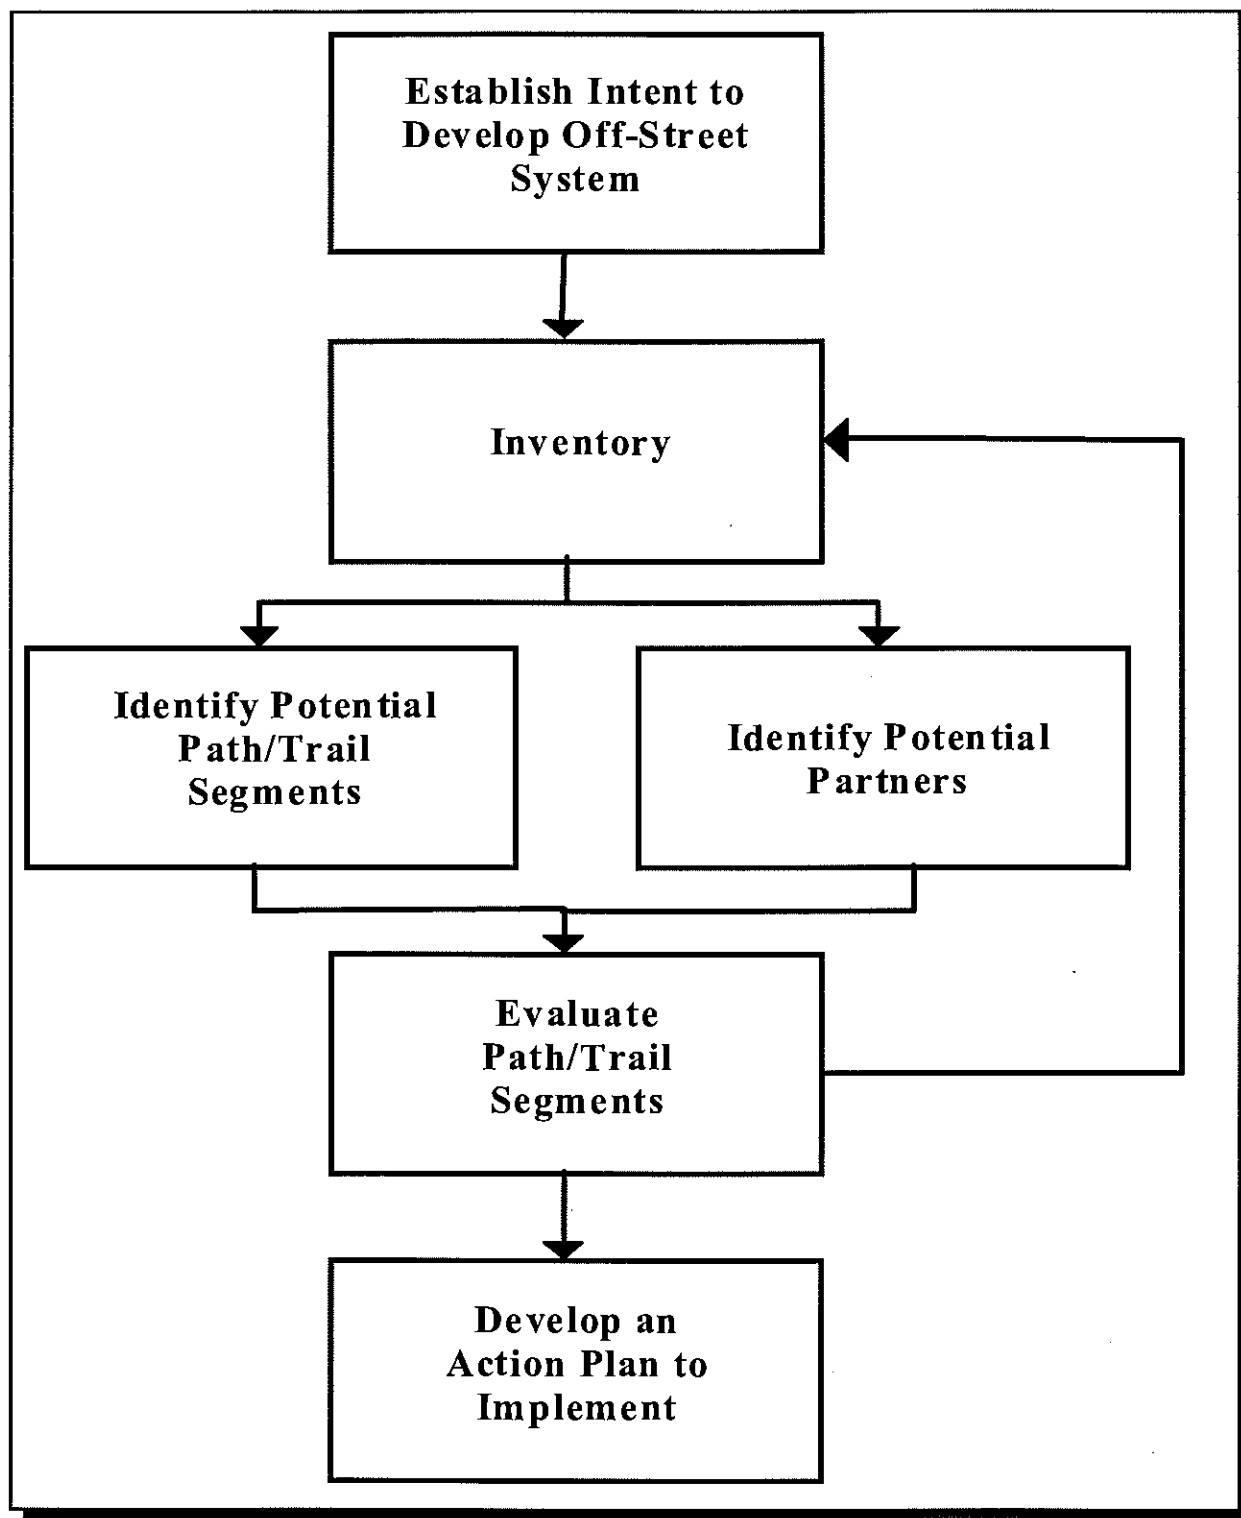 Establish Intent to
Develop Off-Street
System
Inventory
Identify Potential
Path/Trail
Segments
Identify Potential
Partners
Evaluate
Path/Trail
Segments
Develop an
Action Plan to
Implement